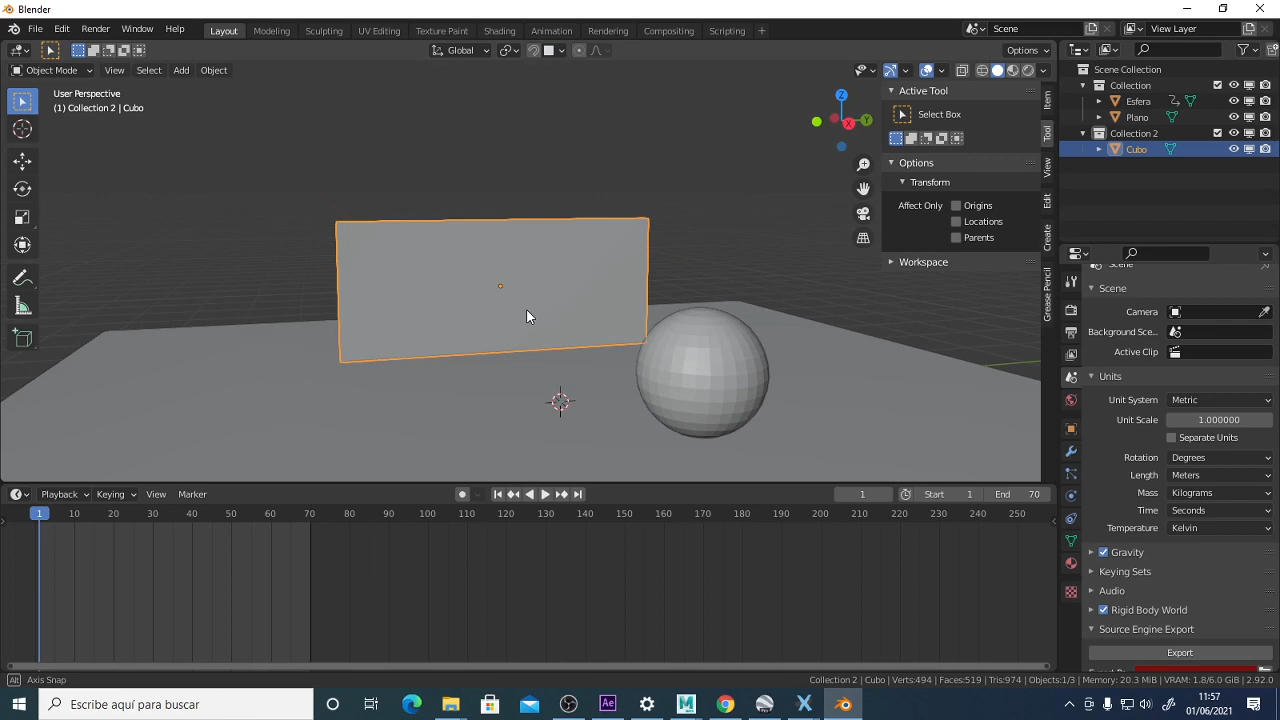 Blender
File Edit Render Window Help Layout Modeling Sculpting UV Editing Texture Paint Shading Animation Rendering Compositing Scripting + Scene View Layer
Global Options
Object Mode View Select Add Object
User Perspective
(1) Collection 2 | Cubo
Z
Y
X
Active Tool
Select Box
Options
Transform
Affect Only Origins
Locations
Parents
Workspace
Item
Tool
View
Edit
Create
Grease Pencil
Scene Collection
Collection
Esfera
Plano
Collection 2
Cubo
Scene
Scene
Camera
Background Sce...
Active Clip
Units
Unit System Metric
Unit Scale 1.000000
Separate Units
Rotation Degrees
Length Meters
Mass Kilograms
Time Seconds
Temperature Kelvin
Gravity
Keying Sets
Audio
Rigid Body World
Source Engine Export
Export
Playback Keying View Marker 1 Start 1 End 70
1 10 20 30 40 50 60 70 80 90 100 110 120 130 140 150 160 170 180 190 200 210 220 230 240 250
Alt Axis Snap Collection 2 | Cubo | Verts:494 | Faces:519 | Tris:974 | Objects:1/3 | Memory: 20.3 MiB | VRAM: 1.8/6.0 GiB | 2.92.0
Escribe aquí para buscar
Ae
11:57
01/06/2021